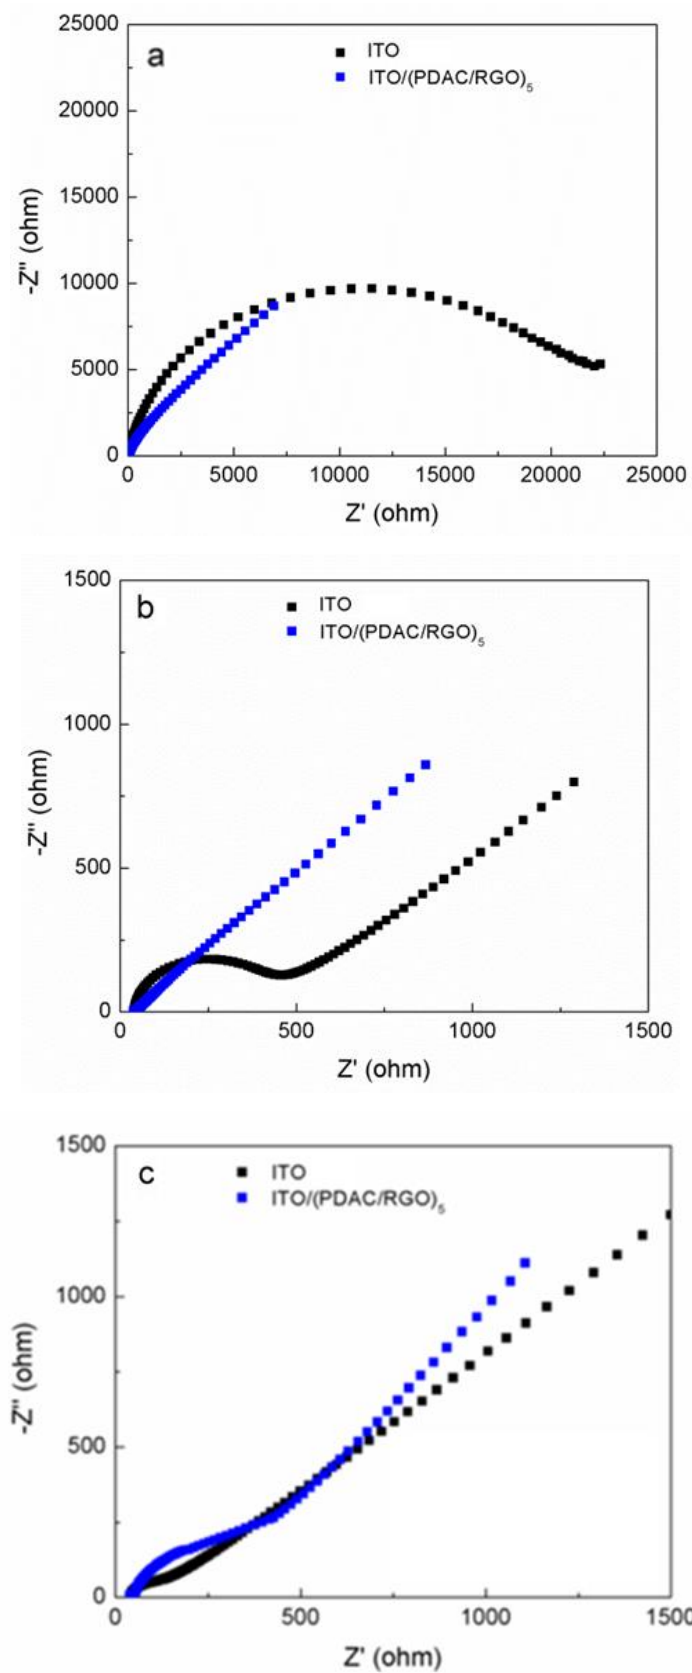 a
ITO
ITO/(PDAC/RGO)5
25000
20000
15000
10000
5000
0
-Z" (ohm)
0 5000 10000 15000 20000 25000
Z' (ohm)
b
ITO
ITO/(PDAC/RGO)5
1500
1000
500
0
-Z" (ohm)
0 500 1000 1500
Z' (ohm)
c
ITO
ITO/(PDAC/RGO)5
1500
1000
500
0
-Z" (ohm)
0 500 1000 1500
Z' (ohm)